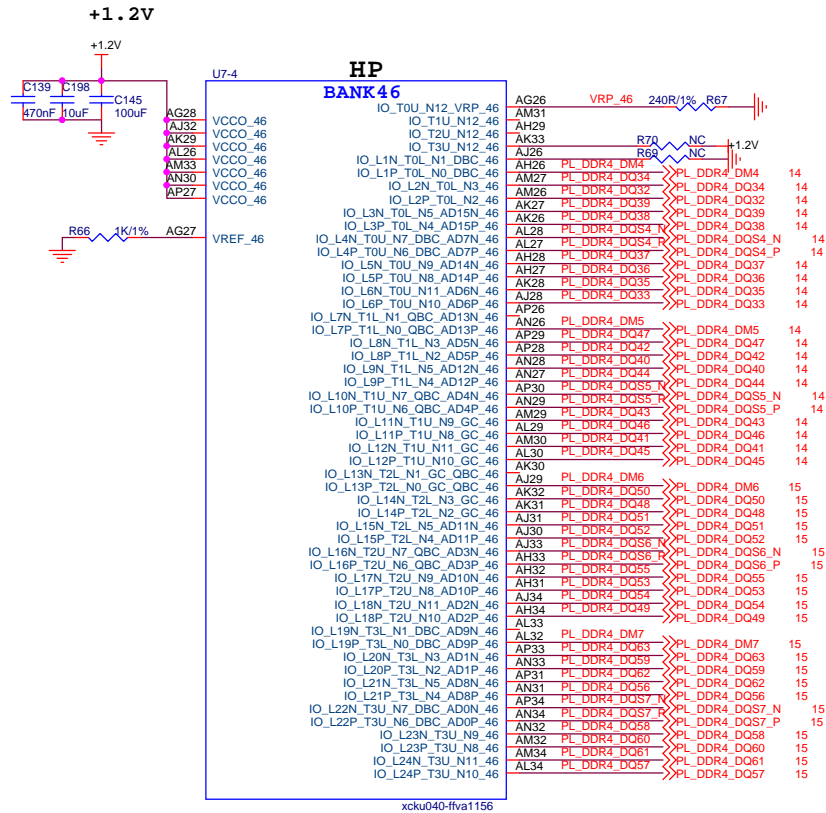 +1.2V
+1.2V
U7-4
HP
BANK46
C139
470nF
C198
10uF
C145
100uF
AG28 VCCO_46
AJ32 VCCO_46
AK29 VCCO_46
AL26 VCCO_46
AM33 VCCO_46
AN30 VCCO_46
AP27 VCCO_46
R66 1K/1% AG27 VREF_46
IO_T0U_N12_VRP_46 AG26 VRP_46 240R/1% R67
IO_T1U_N12_46 AM31
IO_T2U_N12_46 AH29
IO_T3U_N12_46 AK33 R70 NC +1.2V
IO_L1N_T0L_N1_DBC_46 AJ26 R69 NC
IO_L1P_T0L_N0_DBC_46 AH26 PL_DDR4_DM4 PL_DDR4_DM4 14
IO_L2N_T0L_N3_46 AM27 PL_DDR4_DQ34 PL_DDR4_DQ34 14
IO_L2P_T0L_N2_46 AM26 PL_DDR4_DQ32 PL_DDR4_DQ32 14
IO_L3N_T0L_N5_AD15N_46 AK27 PL_DDR4_DQ39 PL_DDR4_DQ39 14
IO_L3P_T0L_N4_AD15P_46 AK26 PL_DDR4_DQ38 PL_DDR4_DQ38 14
IO_L4N_T0U_N7_DBC_AD7N_46 AL28 PL_DDR4_DQS4_N PL_DDR4_DQS4_N 14
IO_L4P_T0U_N6_DBC_AD7P_46 AL27 PL_DDR4_DQS4_P PL_DDR4_DQS4_P 14
IO_L5N_T0U_N9_AD14N_46 AH28 PL_DDR4_DQ37 PL_DDR4_DQ37 14
IO_L5P_T0U_N8_AD14P_46 AH27 PL_DDR4_DQ36 PL_DDR4_DQ36 14
IO_L6N_T0U_N11_AD6N_46 AK28 PL_DDR4_DQ35 PL_DDR4_DQ35 14
IO_L6P_T0U_N10_AD6P_46 AJ28 PL_DDR4_DQ33 PL_DDR4_DQ33 14
IO_L7N_T1L_N1_QBC_AD13N_46 AP26
IO_L7P_T1L_N0_QBC_AD13P_46 AN26 PL_DDR4_DM5 PL_DDR4_DM5 14
IO_L8N_T1L_N3_AD5N_46 AP29 PL_DDR4_DQ47 PL_DDR4_DQ47 14
IO_L8P_T1L_N2_AD5P_46 AP28 PL_DDR4_DQ42 PL_DDR4_DQ42 14
IO_L9N_T1L_N5_AD12N_46 AN28 PL_DDR4_DQ40 PL_DDR4_DQ40 14
IO_L9P_T1L_N4_AD12P_46 AN27 PL_DDR4_DQ44 PL_DDR4_DQ44 14
IO_L10N_T1U_N7_QBC_AD4N_46 AP30 PL_DDR4_DQS5_N PL_DDR4_DQS5_N 14
IO_L10P_T1U_N6_QBC_AD4P_46 AN29 PL_DDR4_DQS5_P PL_DDR4_DQS5_P 14
IO_L11N_T1U_N9_GC_46 AM29 PL_DDR4_DQ43 PL_DDR4_DQ43 14
IO_L11P_T1U_N8_GC_46 AL29 PL_DDR4_DQ46 PL_DDR4_DQ46 14
IO_L12N_T1U_N11_GC_46 AM30 PL_DDR4_DQ41 PL_DDR4_DQ41 14
IO_L12P_T1U_N10_GC_46 AL30 PL_DDR4_DQ45 PL_DDR4_DQ45 14
IO_L13N_T2L_N1_GC_QBC_46 AK30
IO_L13P_T2L_N0_GC_QBC_46 AJ29 PL_DDR4_DM6 PL_DDR4_DM6 15
IO_L14N_T2L_N3_GC_46 AK32 PL_DDR4_DQ50 PL_DDR4_DQ50 15
IO_L14P_T2L_N2_GC_46 AK31 PL_DDR4_DQ48 PL_DDR4_DQ48 15
IO_L15N_T2L_N5_AD11N_46 AJ31 PL_DDR4_DQ51 PL_DDR4_DQ51 15
IO_L15P_T2L_N4_AD11P_46 AJ30 PL_DDR4_DQ52 PL_DDR4_DQ52 15
IO_L16N_T2U_N7_QBC_AD3N_46 AJ33 PL_DDR4_DQS6_N PL_DDR4_DQS6_N 15
IO_L16P_T2U_N6_QBC_AD3P_46 AH33 PL_DDR4_DQS6_P PL_DDR4_DQS6_P 15
IO_L17N_T2U_N9_AD10N_46 AH32 PL_DDR4_DQ55 PL_DDR4_DQ55 15
IO_L17P_T2U_N8_AD10P_46 AH31 PL_DDR4_DQ53 PL_DDR4_DQ53 15
IO_L18N_T2U_N11_AD2N_46 AJ34 PL_DDR4_DQ54 PL_DDR4_DQ54 15
IO_L18P_T2U_N10_AD2P_46 AH34 PL_DDR4_DQ49 PL_DDR4_DQ49 15
IO_L19N_T3L_N1_DBC_AD9N_46 AL33
IO_L19P_T3L_N0_DBC_AD9P_46 AL32 PL_DDR4_DM7 PL_DDR4_DM7 15
IO_L20N_T3L_N3_AD1N_46 AP33 PL_DDR4_DQ63 PL_DDR4_DQ63 15
IO_L20P_T3L_N2_AD1P_46 AN33 PL_DDR4_DQ59 PL_DDR4_DQ59 15
IO_L21N_T3L_N5_AD8N_46 AP31 PL_DDR4_DQ62 PL_DDR4_DQ62 15
IO_L21P_T3L_N4_AD8P_46 AN31 PL_DDR4_DQ56 PL_DDR4_DQ56 15
IO_L22N_T3U_N7_DBC_AD0N_46 AP34 PL_DDR4_DQS7_N PL_DDR4_DQS7_N 15
IO_L22P_T3U_N6_DBC_AD0P_46 AN34 PL_DDR4_DQS7_P PL_DDR4_DQS7_P 15
IO_L23N_T3U_N9_46 AN32 PL_DDR4_DQ58 PL_DDR4_DQ58 15
IO_L23P_T3U_N8_46 AM32 PL_DDR4_DQ60 PL_DDR4_DQ60 15
IO_L24N_T3U_N11_46 AM34 PL_DDR4_DQ61 PL_DDR4_DQ61 15
IO_L24P_T3U_N10_46 AL34 PL_DDR4_DQ57 PL_DDR4_DQ57 15
xcku040-ffva1156